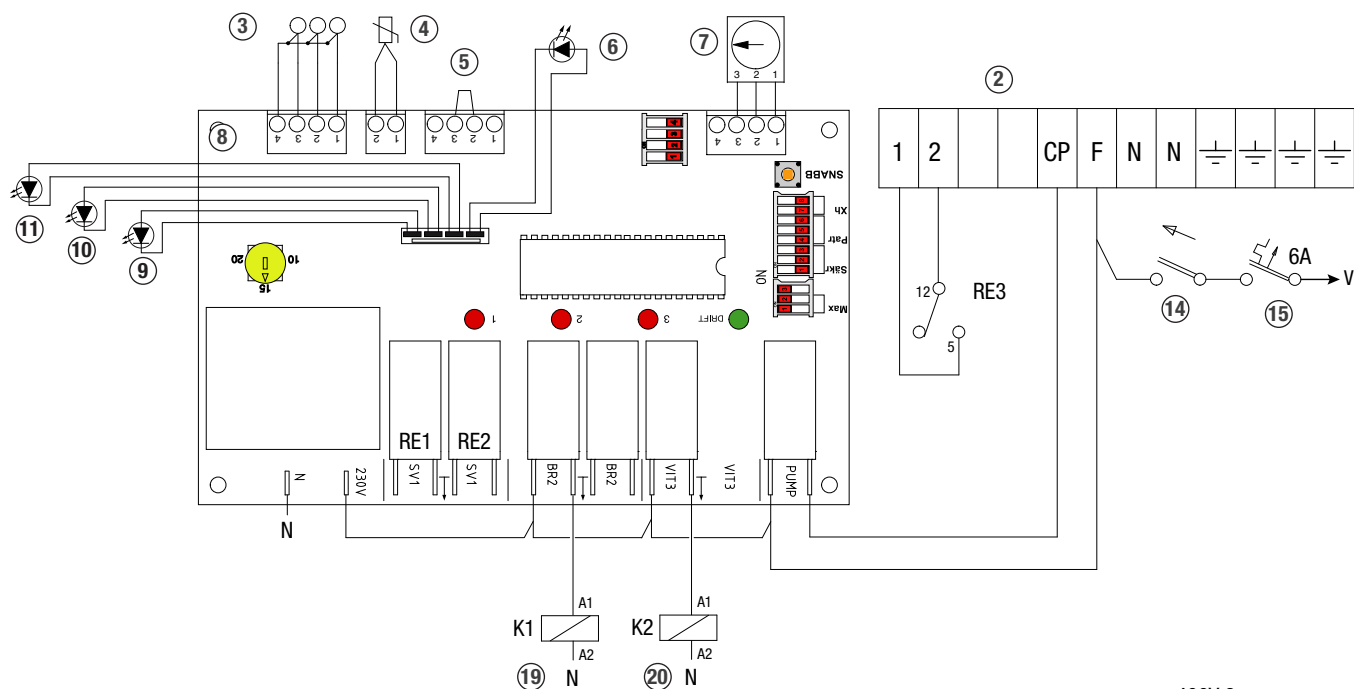 3
4
5
6
7
3 2 1
2
8
4 3 2 1
2 1
4 3 2 1
4 3 2 1
1 2 CP F N N
SNABB
Xh
Patr
Säkr
NO
Max
11
10
9
20 10
15
6A
V
12
RE3
5
14
15
1
2
3
DRIFT
RE1
RE2
N
230V
SV1
SV1
BR2
BR2
VIT3
VIT3
PUMP
N
K1
A1
A2
K2
A1
A2
19
N
20
N